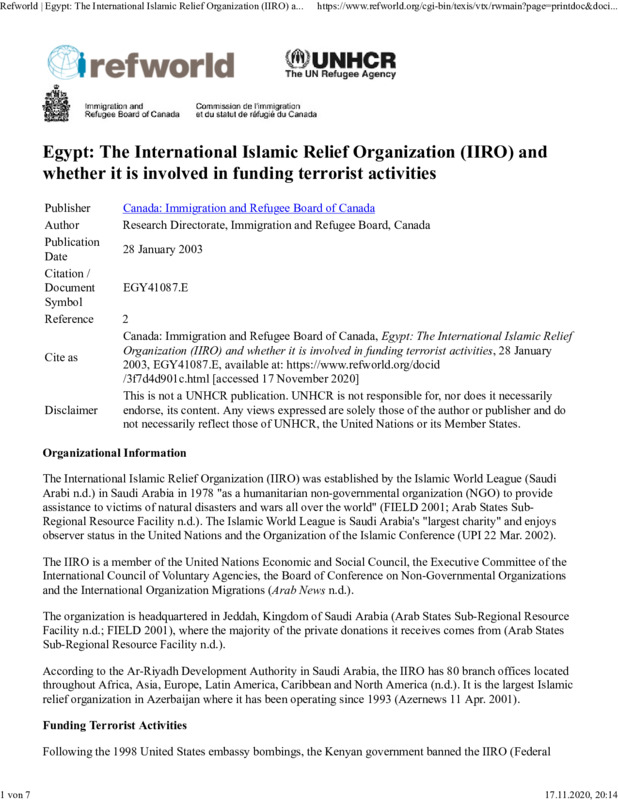 Refworld | Egypt: The International Islamic Relief Organization (IIRO) a... https://www.refworld.org/cgi-bin/texis/vtx/rwmain?page=printdoc&doci...
refworld
UNHCR
The UN Refugee Agency
Immigration and
Refugee Board of Canada
Commission de l'immigration
et du statut de réfugié du Canada
Egypt: The International Islamic Relief Organization (IIRO) and
whether it is involved in funding terrorist activities
Publisher Canada: Immigration and Refugee Board of Canada
Author Research Directorate, Immigration and Refugee Board, Canada
Publication
Date 28 January 2003
Citation /
Document
Symbol EGY41087.E
Reference 2
Cite as Canada: Immigration and Refugee Board of Canada, Egypt: The International Islamic Relief
Organization (IIRO) and whether it is involved in funding terrorist activities, 28 January
2003, EGY41087.E, available at: https://www.refworld.org/docid
/3f7d4d901c.html [accessed 17 November 2020]
Disclaimer This is not a UNHCR publication. UNHCR is not responsible for, nor does it necessarily
endorse, its content. Any views expressed are solely those of the author or publisher and do
not necessarily reflect those of UNHCR, the United Nations or its Member States.
Organizational Information
The International Islamic Relief Organization (IIRO) was established by the Islamic World League (Saudi
Arabi n.d.) in Saudi Arabia in 1978 "as a humanitarian non-governmental organization (NGO) to provide
assistance to victims of natural disasters and wars all over the world" (FIELD 2001; Arab States Sub-
Regional Resource Facility n.d.). The Islamic World League is Saudi Arabia's "largest charity" and enjoys
observer status in the United Nations and the Organization of the Islamic Conference (UPI 22 Mar. 2002).
The IIRO is a member of the United Nations Economic and Social Council, the Executive Committee of the
International Council of Voluntary Agencies, the Board of Conference on Non-Governmental Organizations
and the International Organization Migrations (Arab News n.d.).
The organization is headquartered in Jeddah, Kingdom of Saudi Arabia (Arab States Sub-Regional Resource
Facility n.d.; FIELD 2001), where the majority of the private donations it receives comes from (Arab States
Sub-Regional Resource Facility n.d.).
According to the Ar-Riyadh Development Authority in Saudi Arabia, the IIRO has 80 branch offices located
throughout Africa, Asia, Europe, Latin America, Caribbean and North America (n.d.). It is the largest Islamic
relief organization in Azerbaijan where it has been operating since 1993 (Azernews 11 Apr. 2001).
Funding Terrorist Activities
Following the 1998 United States embassy bombings, the Kenyan government banned the IIRO (Federal
1 von 7 17.11.2020, 20:14